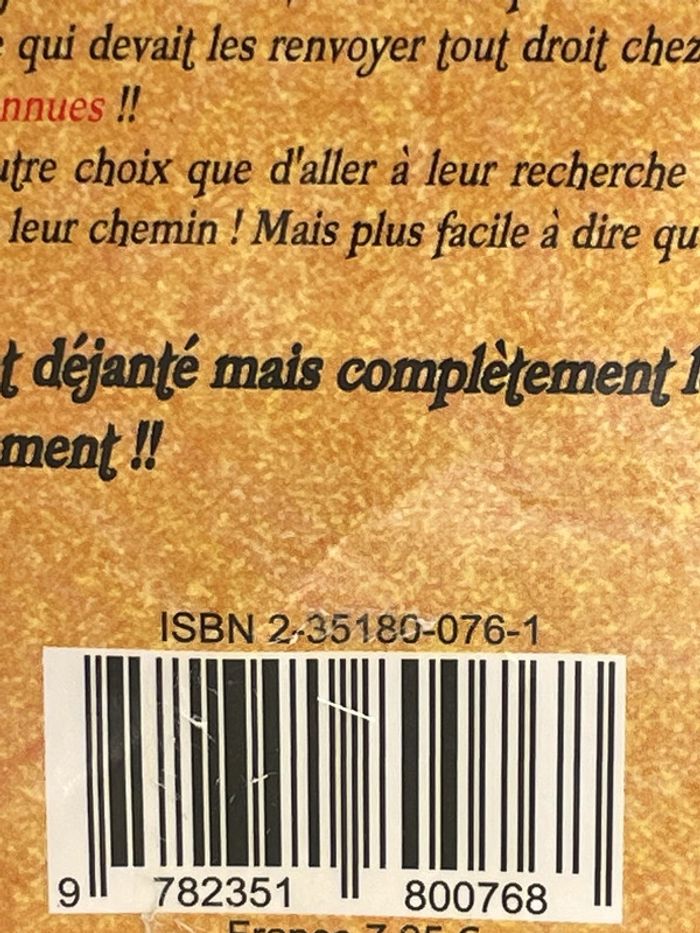 qui devait les renvoyer tout droit chez
nnues !!
utre choix que d'aller à leur recherche
leur chemin ! Mais plus facile à dire qu
t déjanté mais complètement
ment !!
ISBN 2-35180-076-1
9 782351 800768